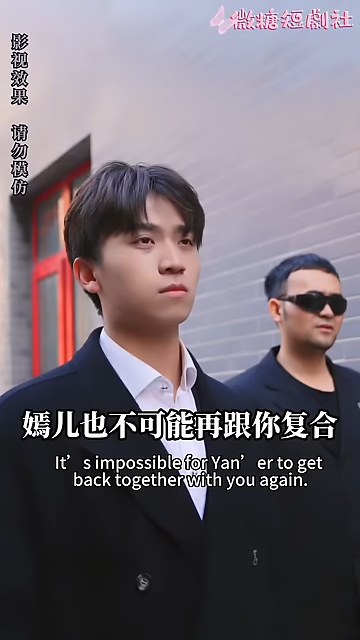 微糖短劇社
影视效果 请勿模仿
嫣儿也不可能再跟你复合
It's impossible for Yan'er to get
back together with you again.